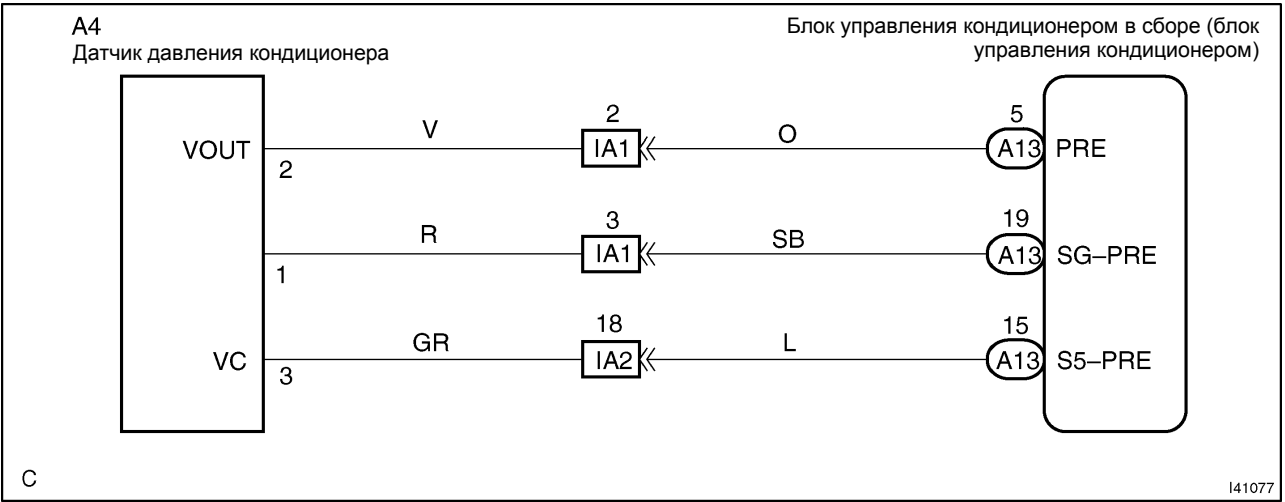 A4
Датчик давления кондиционера
Блок управления кондиционером в сборе (блок
управления кондиционером)
VOUT
2
V
2
IA1
O
5
A13
PRE
1
R
3
IA1
SB
19
A13
SG–PRE
VC
3
GR
18
IA2
L
15
A13
S5–PRE
C
I41077